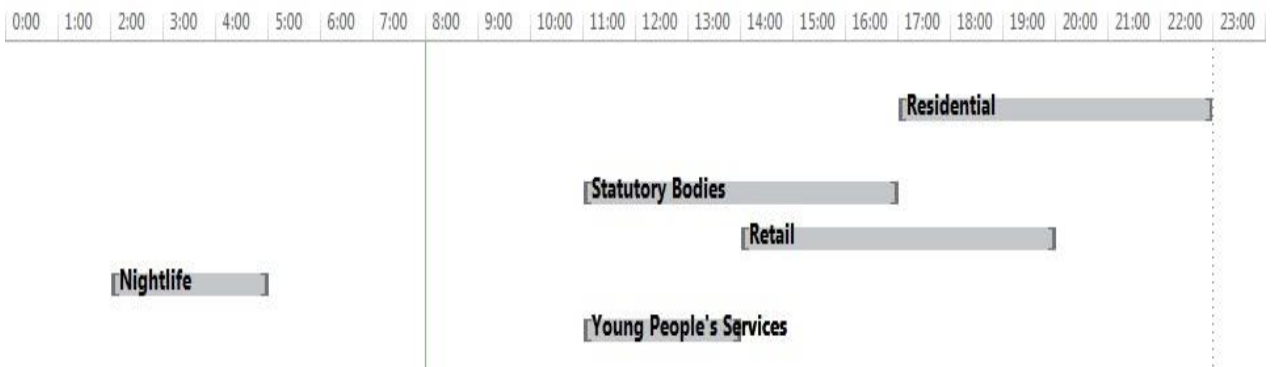 0:00 1:00 2:00 3:00 4:00 5:00 6:00 7:00 8:00 9:00 10:00 11:00 12:00 13:00 14:00 15:00 16:00 17:00 18:00 19:00 20:00 21:00 22:00 23:00
Residential
Statutory Bodies
Retail
Nightlife
Young People's Services